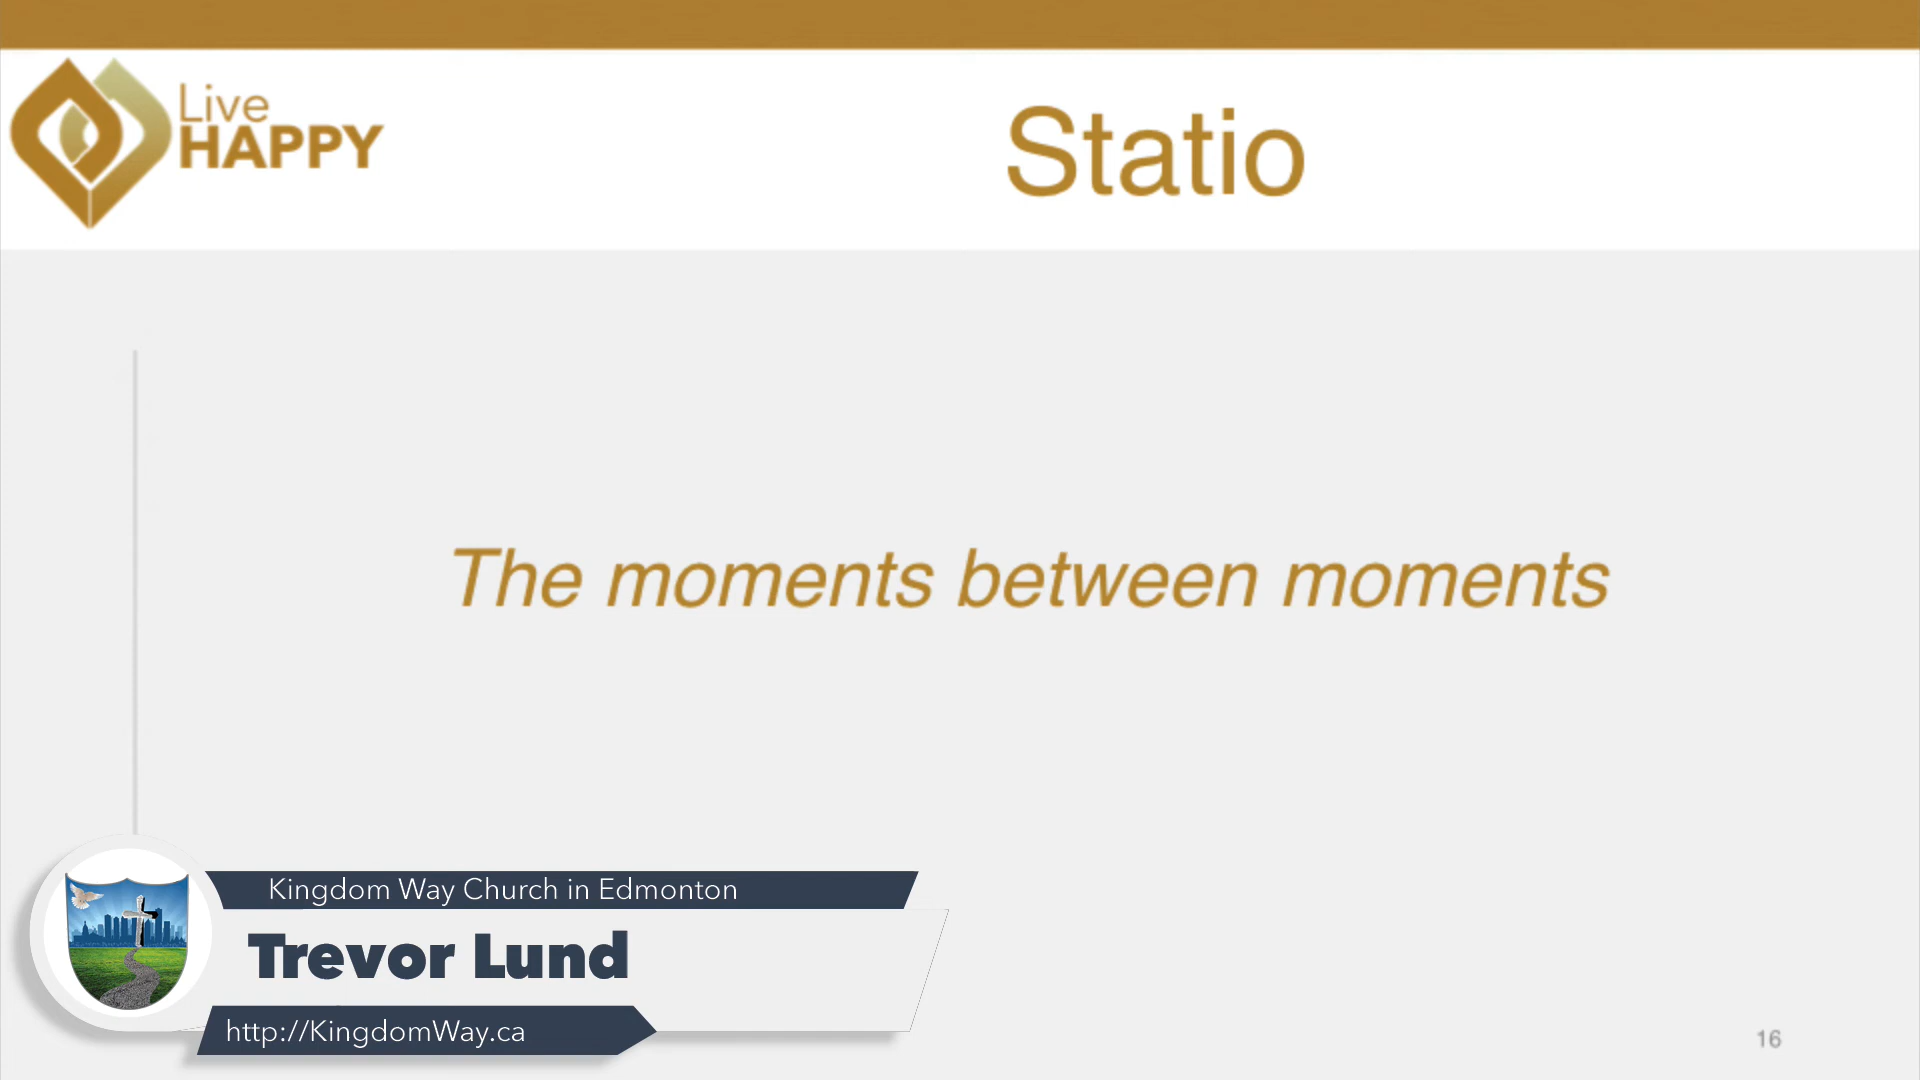 Live
HAPPY
Statio
The moments between moments
Kingdom Way Church in Edmonton
Trevor Lund
http://KingdomWay.ca
16